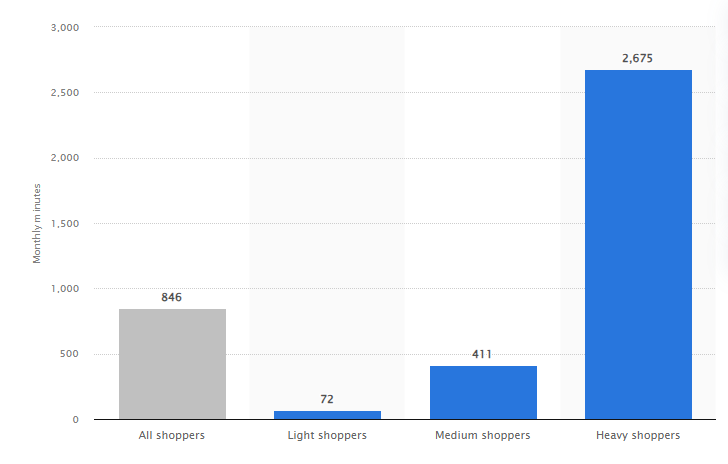 3,000
2,500
2,000
1,500
1,000
500
0
Monthly minutes
846
72
411
2,675
All shoppers
Light shoppers
Medium shoppers
Heavy shoppers